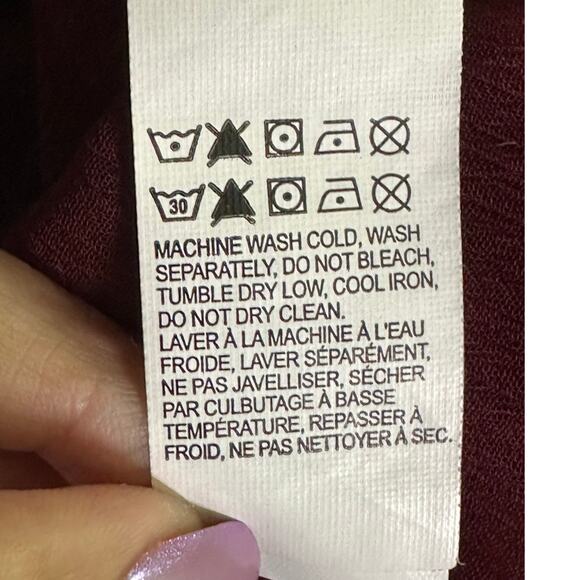 30
MACHINE WASH COLD, WASH
SEPARATELY, DO NOT BLEACH,
TUMBLE DRY LOW, COOL IRON,
DO NOT DRY CLEAN.
LAVER À LA MACHINE À L'EAU
FROIDE, LAVER SÉPARÉMENT,
NE PAS JAVELLISER, SÉCHER
PAR CULBUTAGE À BASSE
TEMPÉRATURE, REPASSER À
FROID, NE PAS NETTOYER À SEC.